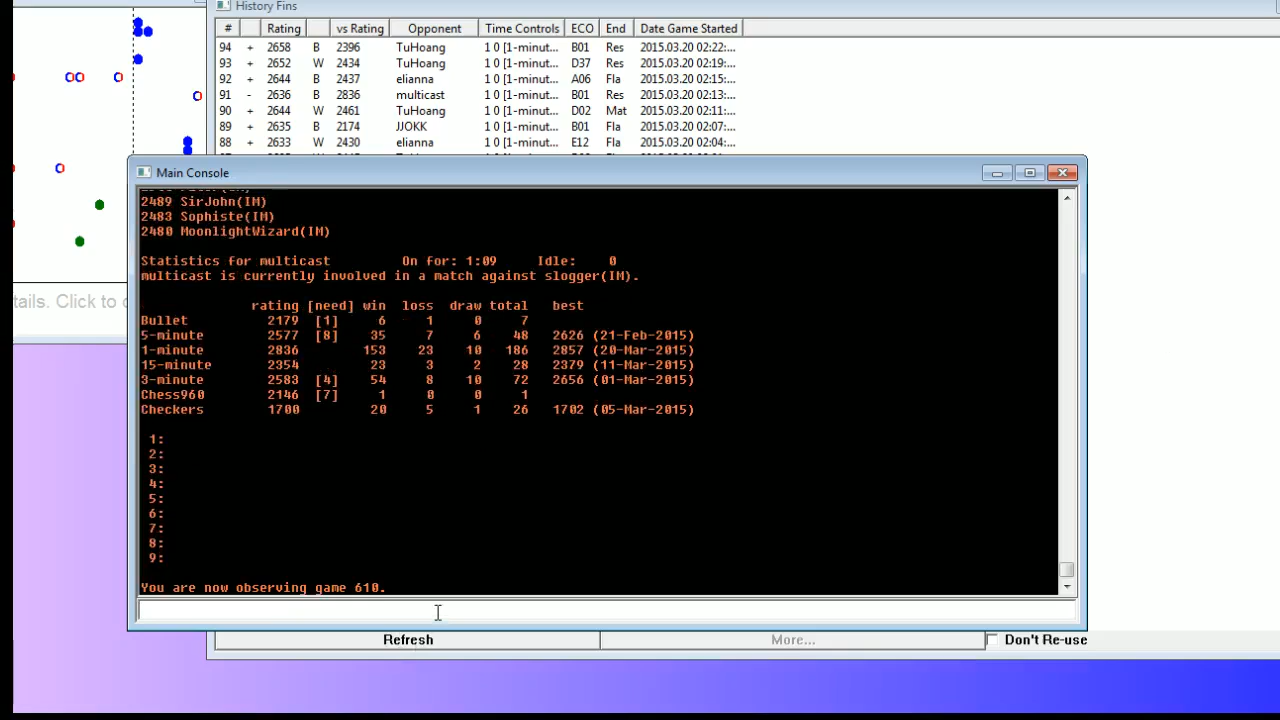 History Fins
# Rating vs Rating Opponent Time Controls ECO End Date Game Started
94 + 2658 B 2396 TuHoang 1 0 [1-minut... B01 Res 2015.03.20 02:22:...
93 + 2652 W 2434 TuHoang 1 0 [1-minut... D37 Res 2015.03.20 02:19:...
92 + 2644 B 2437 elianna 1 0 [1-minut... A06 Fla 2015.03.20 02:15:...
91 - 2636 B 2836 multicast 1 0 [1-minut... B01 Res 2015.03.20 02:13:...
90 + 2644 W 2461 TuHoang 1 0 [1-minut... D02 Mat 2015.03.20 02:11:...
89 + 2635 B 2174 JJOKK 1 0 [1-minut... B01 Fla 2015.03.20 02:07:...
88 + 2633 W 2430 elianna 1 0 [1-minut... E12 Fla 2015.03.20 02:04:...
Main Console
2489 SirJohn(IM)
2483 Sophiste(IM)
2480 MoonlightWizard(IM)
Statistics for multicast On for: 1:09 Idle: 0
multicast is currently involved in a match against slogger(IM).
rating [need] win loss draw total best
Bullet 2179 [1] 6 1 0 7
5-minute 2577 [8] 35 7 6 48 2626 (21-Feb-2015)
1-minute 2836 153 23 10 186 2857 (20-Mar-2015)
15-minute 2354 23 3 2 28 2379 (11-Mar-2015)
3-minute 2583 [4] 54 8 10 72 2656 (01-Mar-2015)
Chess960 2146 [7] 1 0 0 1
Checkers 1700 20 5 1 26 1702 (05-Mar-2015)
1:
2:
3:
4:
5:
6:
7:
8:
9:
You are now observing game 610.
tails. Click to
Refresh More... Don't Re-use